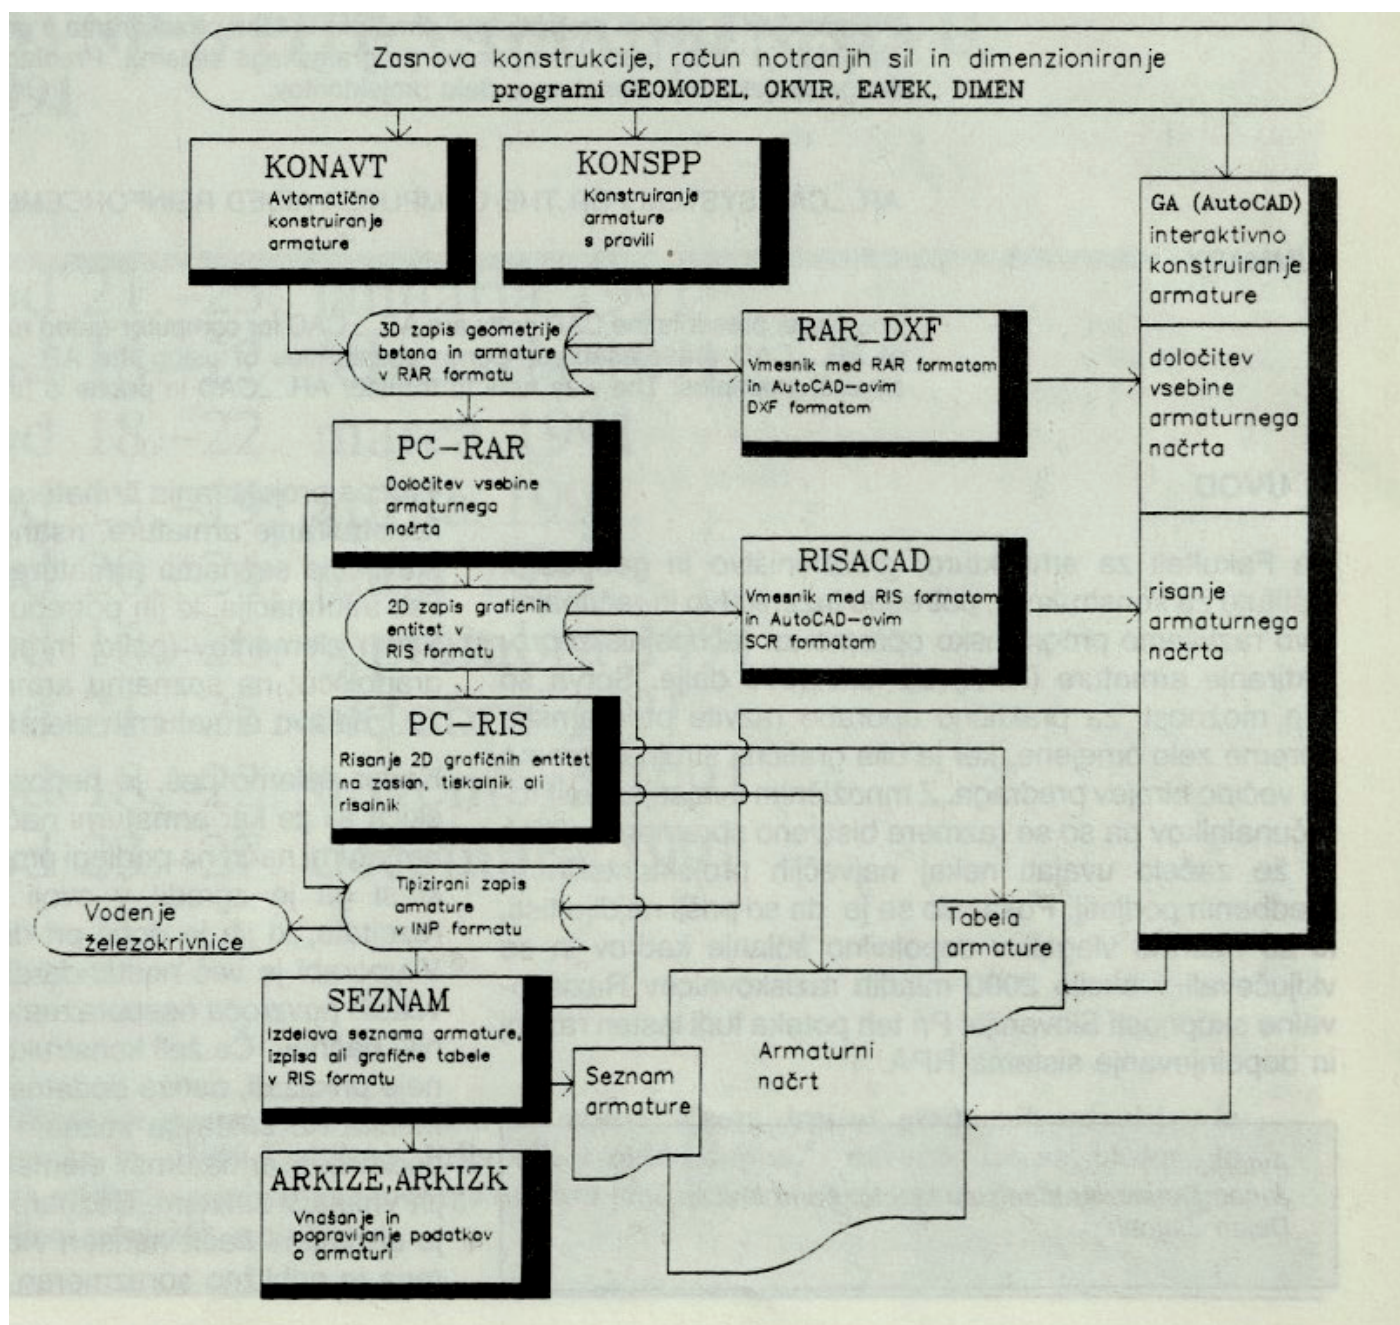 Zasnova konstrukcije, račun notranjih sil in dimenzioniranje
programi GEOMODEL, OKVIR, EAVEK, DIMEN
KONAVT
Avtomatično
konstruiranje
armature
KONSPP
Konstruiranje
armature
s pravili
GA (AutoCAD)
interaktivno
konstruiranje
armature
določitev
vsebine
armaturnega
načrta
risanje
armaturnega
načrta
3D zapis geometrije
betona in armature
v RAR formatu
RAR_DXF
Vmesnik med RAR formatom
in AutoCAD-ovim
DXF formatom
PC-RAR
Določitev vsebine
armaturnega
načrta
RISACAD
Vmesnik med RIS formatom
in AutoCAD-ovim
SCR formatom
2D zapis grafičnih
entitet v
RIS formatu
PC-RIS
Risanje 2D grafičnih entitet
na zaslon, tiskalnik ali
risalnik
Tipizirani zapis
armature
v INP formatu
Vodenje
železokrivnice
Tabela
armature
SEZNAM
Izdelava seznama armature,
izpisa ali grafične tabele
v RIS formatu
Seznam
armature
Armaturni
načrt
ARKIZE,ARKIZK
Vnašanje in
popravljanje podatkov
o armaturi